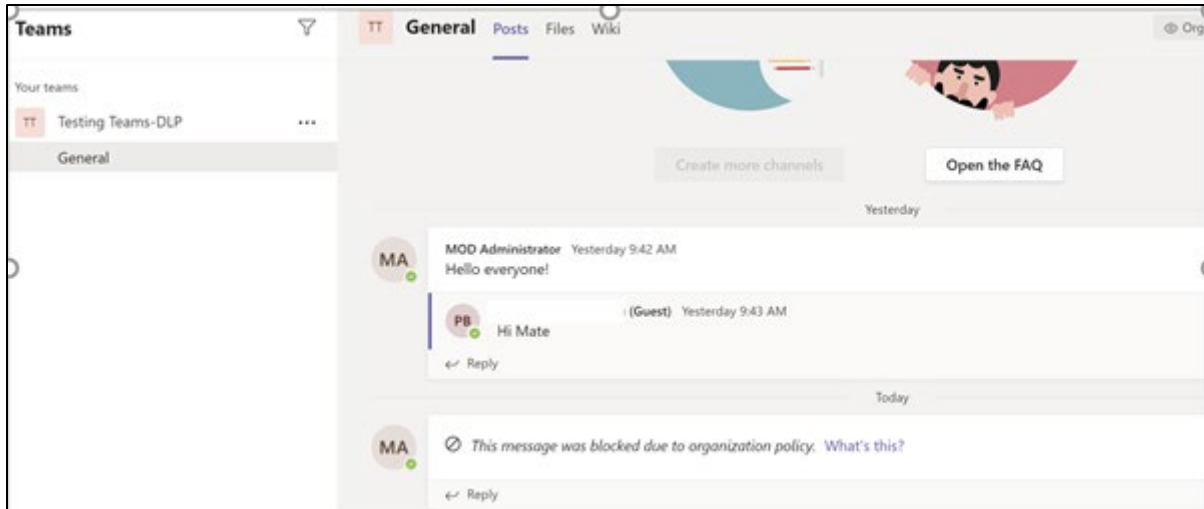 Teams
TT General Posts Files Wiki
Org
Your teams
TT Testing Teams-DLP ...
General
Create more channels
Open the FAQ
Yesterday
MA
MOD Administrator Yesterday 9:42 AM
Hello everyone!
PB
(Guest) Yesterday 9:43 AM
Hi Mate
Reply
Today
MA
This message was blocked due to organization policy. What's this?
Reply